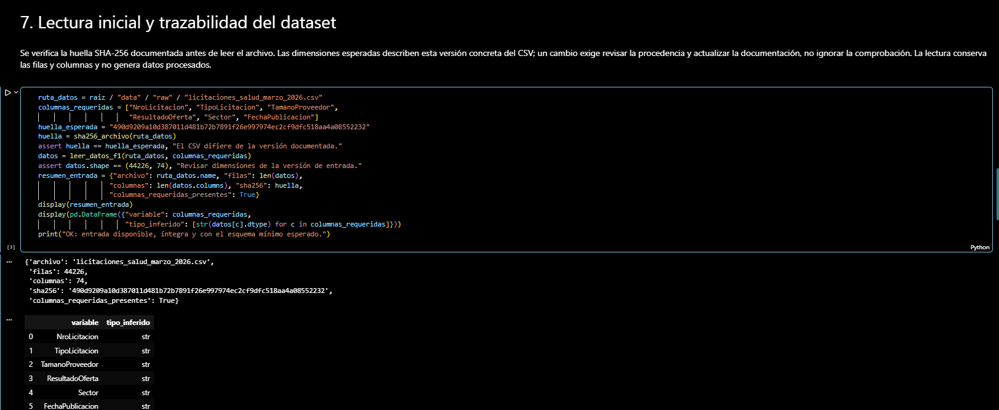 7. Lectura inicial y trazabilidad del dataset
Se verifica la huella SHA-256 documentada antes de leer el archivo. Las dimensiones esperadas describen esta versión concreta del CSV; un cambio exige revisar la procedencia y actualizar la documentación, no ignorar la comprobación. La lectura conserva
las filas y columnas y no genera datos procesados.
ruta_datos = raiz / "data" / "raw" / "licitaciones_salud_marzo_2026.csv"
columnas_requeridas = ["NroLicitacion", "TipoLicitacion", "TamanoProveedor",
"ResultadoOferta", "Sector", "FechaPublicacion"]
huella_esperada = "490d9209a10d387011d481b72b7891f26e997974ec2cf9dfc518aa4a08552232"
huella = sha256_archivo(ruta_datos)
assert huella == huella_esperada, "El CSV difiere de la versión documentada."
datos = leer_datos_f1(ruta_datos, columnas_requeridas)
assert datos.shape == (44226, 74), "Revisar dimensiones de la versión de entrada."
resumen_entrada = {"archivo": ruta_datos.name, "filas": len(datos),
"columnas": len(datos.columns), "sha256": huella,
"columnas_requeridas_presentes": True}
display(resumen_entrada)
display(pd.DataFrame({"variable": columnas_requeridas,
"tipo_inferido": [str(datos[c].dtype) for c in columnas_requeridas]}))
print("OK: entrada disponible, íntegra y con el esquema mínimo esperado.")
[3]
Python
{'archivo': 'licitaciones_salud_marzo_2026.csv',
'filas': 44226,
'columnas': 74,
'sha256': '490d9209a10d387011d481b72b7891f26e997974ec2cf9dfc518aa4a08552232',
'columnas_requeridas_presentes': True}
variable tipo_inferido
0 NroLicitacion str
1 TipoLicitacion str
2 TamanoProveedor str
3 ResultadoOferta str
4 Sector str
5 FechaPublicacion str